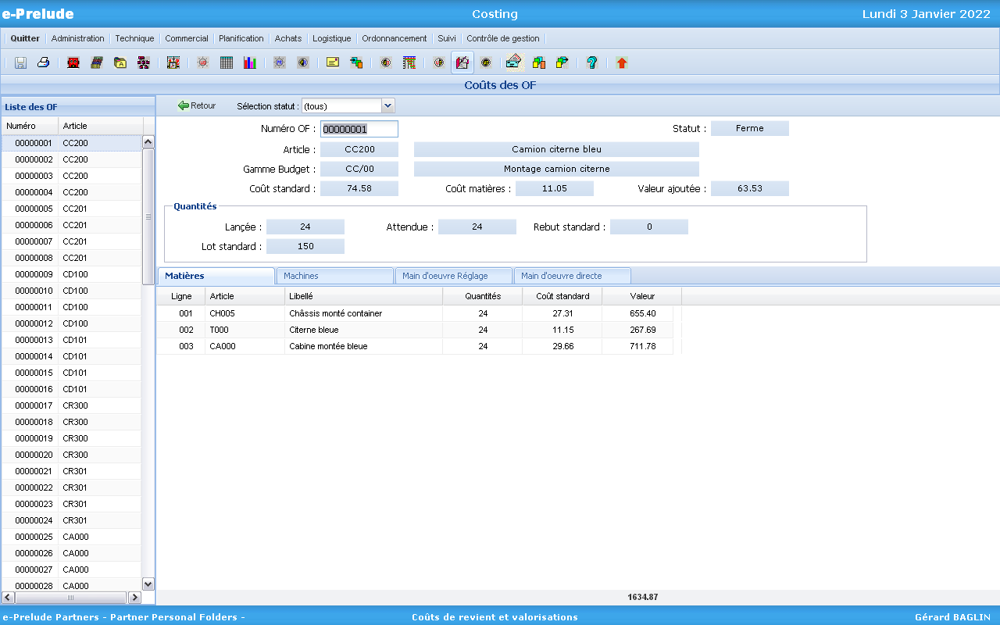 e-Prelude Costing Lundi 3 Janvier 2022
Quitter Administration Technique Commercial Planification Achats Logistique Ordonnancement Suivi Contrôle de gestion
Coûts des OF
Liste des OF Retour Sélection statut : (tous)
Numéro Article
00000001 CC200
00000002 CC200
00000003 CC200
00000004 CC200
00000005 CC201
00000006 CC201
00000007 CC201
00000008 CC201
00000009 CD100
00000010 CD100
00000011 CD100
00000012 CD100
00000013 CD101
00000014 CD101
00000015 CD101
00000016 CD101
00000017 CR300
00000018 CR300
00000019 CR300
00000020 CR300
00000021 CR301
00000022 CR301
00000023 CR301
00000024 CR301
00000025 CA000
00000026 CA000
00000027 CA000
00000028 CA000
Numéro OF : 00000001 Statut : Ferme
Article : CC200 Camion citerne bleu
Gamme Budget : CC/00 Montage camion citerne
Coût standard : 74.58 Coût matières : 11.05 Valeur ajoutée : 63.53
Quantités
Lançée : 24 Attendue : 24 Rebut standard : 0
Lot standard : 150
Matières Machines Main d'oeuvre Réglage Main d'oeuvre directe
Ligne Article Libellé Quantités Coût standard Valeur
001 CH005 Châssis monté container 24 27.31 655.40
002 T000 Citerne bleue 24 11.15 267.69
003 CA000 Cabine montée bleue 24 29.66 711.78
1634.87
e-Prelude Partners - Partner Personal Folders - Coûts de revient et valorisations Gérard BAGLIN